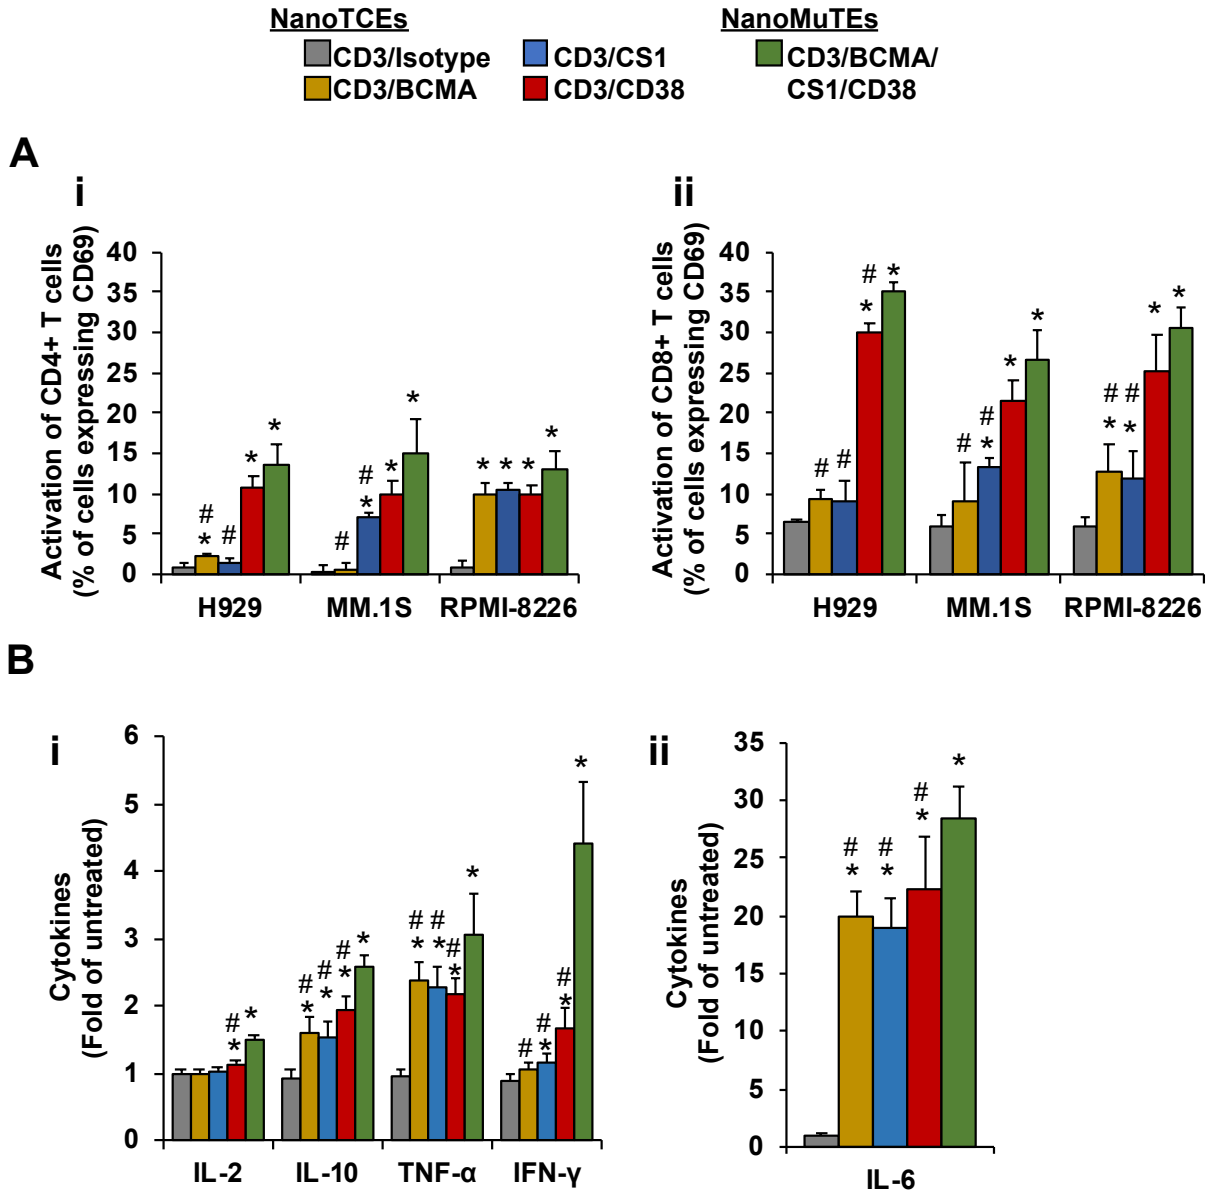 NanoTCEs
NanoMuTEs
CD3/Isotype
CD3/CS1
CD3/BCMA/
CS1/CD38
CD3/BCMA
CD3/CD38
A
i
Activation of CD4+ T cells
(% of cells expressing CD69)
40
35
30
25
20
15
10
5
0
# * # * *
# # * * *
* * * *
H929
MM.1S
RPMI-8226
ii
Activation of CD8+ T cells
(% of cells expressing CD69)
40
35
30
25
20
15
10
5
0
# # # * *
# # * * *
# * # * * *
H929
MM.1S
RPMI-8226
B
i
Cytokines
(Fold of untreated)
6
5
4
3
2
1
0
# * *
# * # * # * *
# * # * # * *
# # * # * *
IL-2
IL-10
TNF-α
IFN-γ
ii
Cytokines
(Fold of untreated)
35
30
25
20
15
10
5
0
# * # * # * *
IL-6